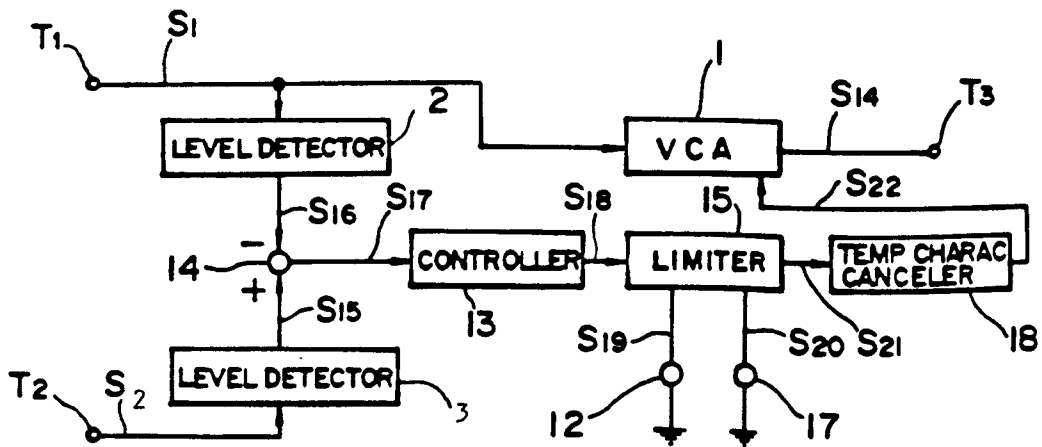 T1
S1
2
LEVEL DETECTOR
1
VCA
S14
T3
S22
S16
S17
S18
15
−
14
+
CONTROLLER
13
LIMITER
TEMP CHARAC
CANCELER
18
S15
S19
S20
S21
LEVEL DETECTOR
3
T2
S2
12
17